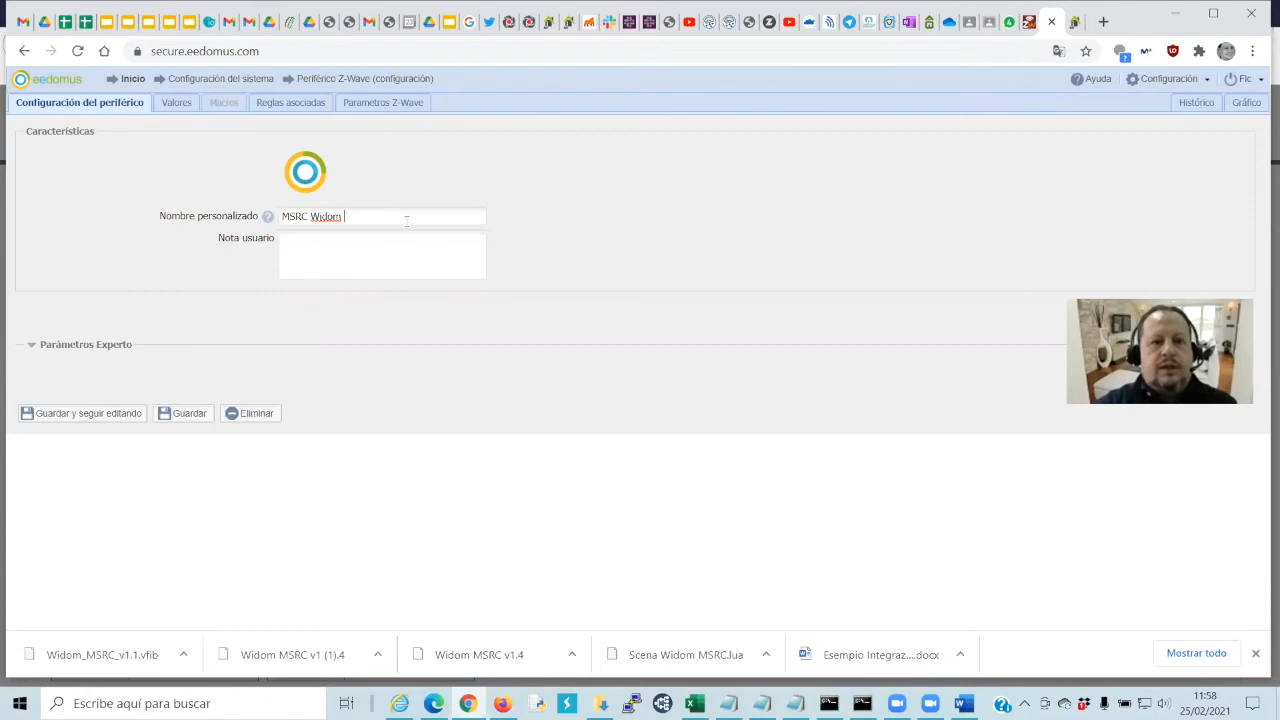 secure.eedomus.com
eedomus Inicio Configuración del sistema Periférico Z-Wave (configuración) Ayuda Configuración Flc
Configuración del periférico Valores Macros Reglas asociadas Parametros Z-Wave Histórico Gráfico
Características
Nombre personalizado ? MSRC Widom
Nota usuario
Parámetros Experto
Guardar y seguir editando Guardar Eliminar
Widom_MSRC_v1.1.vfib Widom MSRC v1 (1).4 Widom MSRC v1.4 Scena Widom MSRC.lua Esempio Integraz....docx Mostrar todo
Escribe aquí para buscar
11:58
25/02/2021